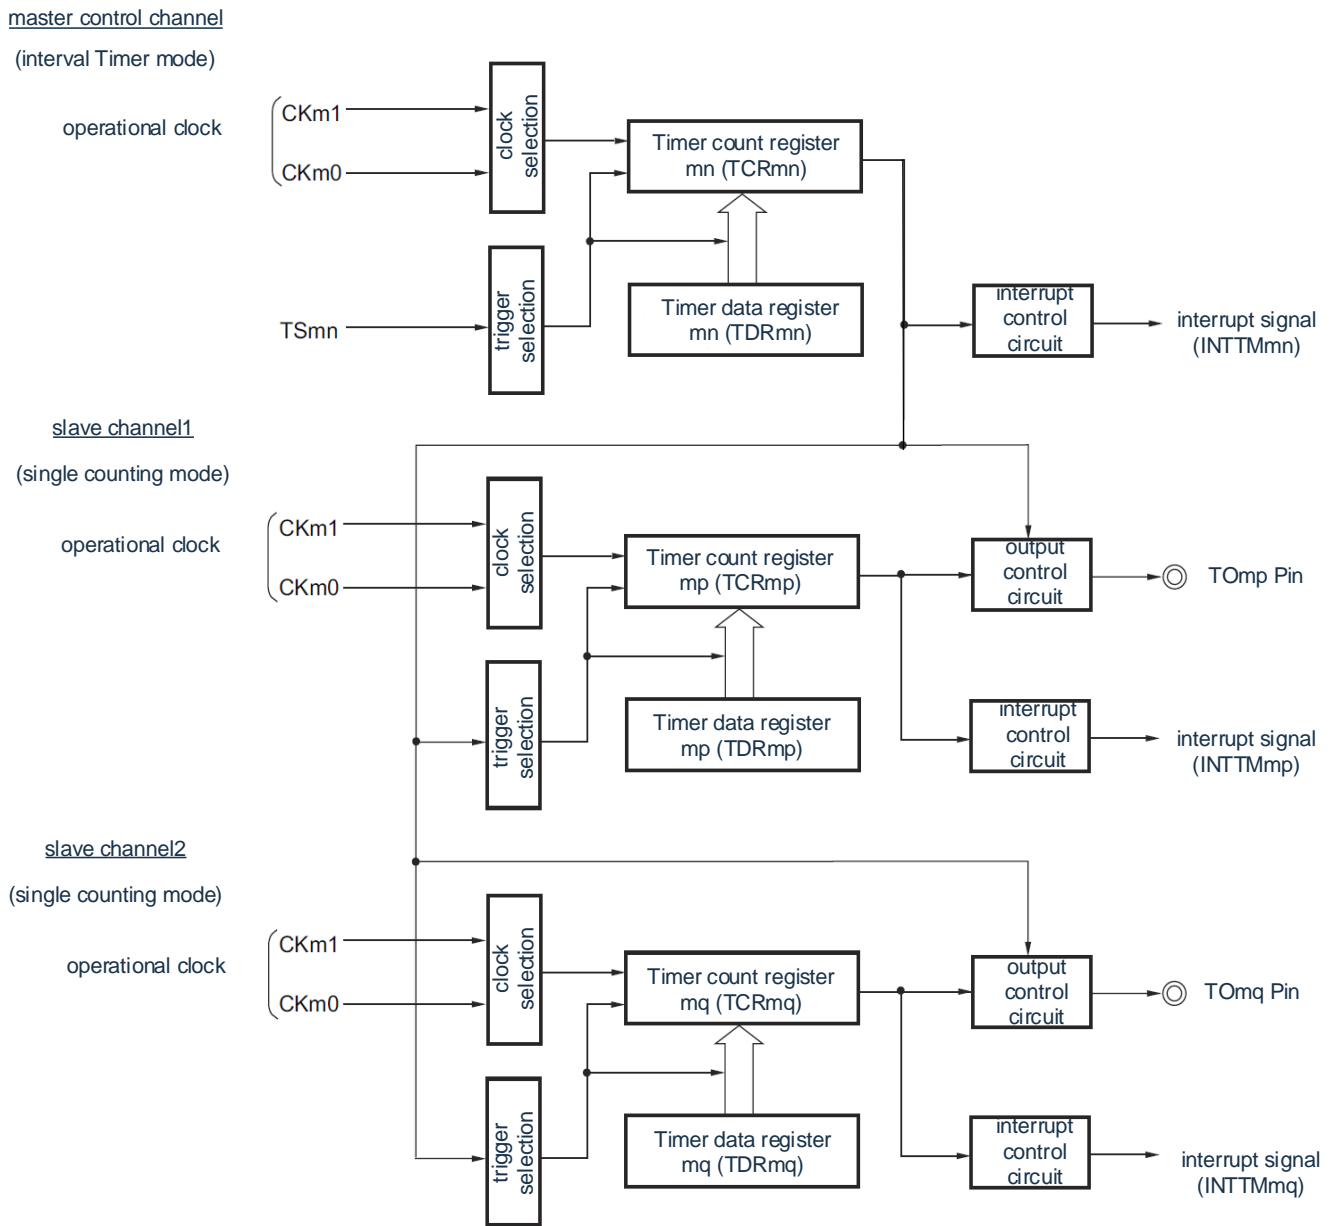 master control channel
(interval Timer mode)
operational clock
CKm1
CKm0
clock
selection
Timer count register
mn (TCRmn)
TSmn
trigger
selection
Timer data register
mn (TDRmn)
interrupt
control
circuit
interrupt signal
(INTTMmn)
slave channel1
(single counting mode)
operational clock
CKm1
CKm0
clock
selection
Timer count register
mp (TCRmp)
output
control
circuit
TOmp Pin
trigger
selection
Timer data register
mp (TDRmp)
interrupt
control
circuit
interrupt signal
(INTTMmp)
slave channel2
(single counting mode)
operational clock
CKm1
CKm0
clock
selection
Timer count register
mq (TCRmq)
output
control
circuit
TOmq Pin
trigger
selection
Timer data register
mq (TDRmq)
interrupt
control
circuit
interrupt signal
(INTTMmq)